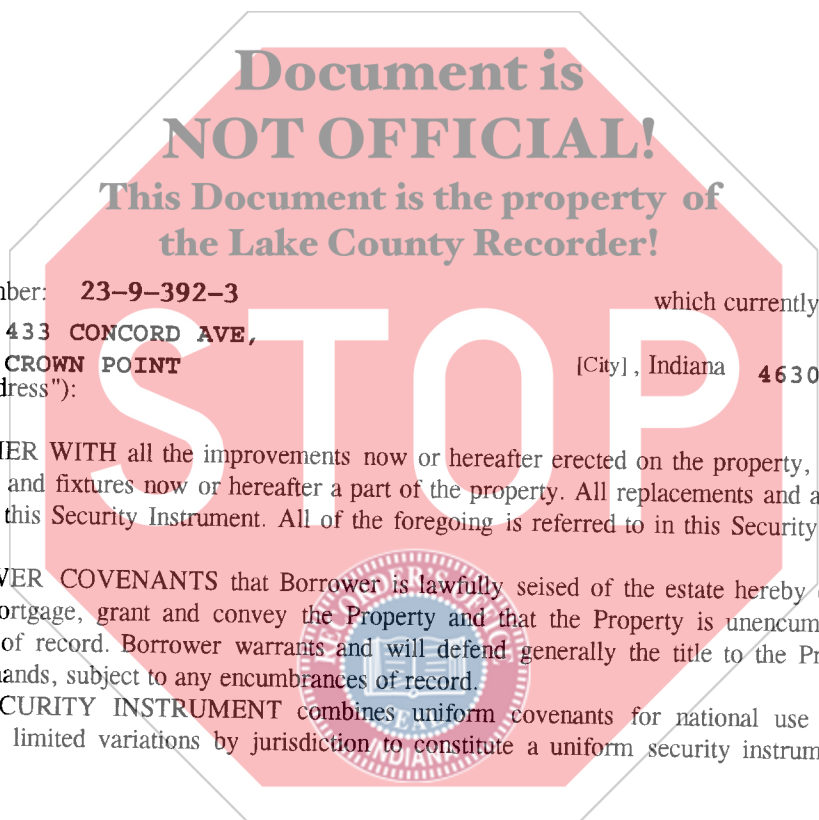 Document is
NOT OFFICIAL!
This Document is the property of
the Lake County Recorder!
nber: 23-9-392-3 which currently
433 CONCORD AVE,
CROWN POINT [City] , Indiana 4630
dress"):
STOP
IER WITH all the improvements now or hereafter erected on the property,
and fixtures now or hereafter a part of the property. All replacements and a
this Security Instrument. All of the foregoing is referred to in this Security
VER COVENANTS that Borrower is lawfully seised of the estate hereby
ortgage, grant and convey the Property and that the Property is unencum
of record. Borrower warrants and will defend generally the title to the Pr
ands, subject to any encumbrances of record.
CURITY INSTRUMENT combines uniform covenants for national use
limited variations by jurisdiction to constitute a uniform security instrum
RECORDER'S OFFICE
SEAL
INDIANA